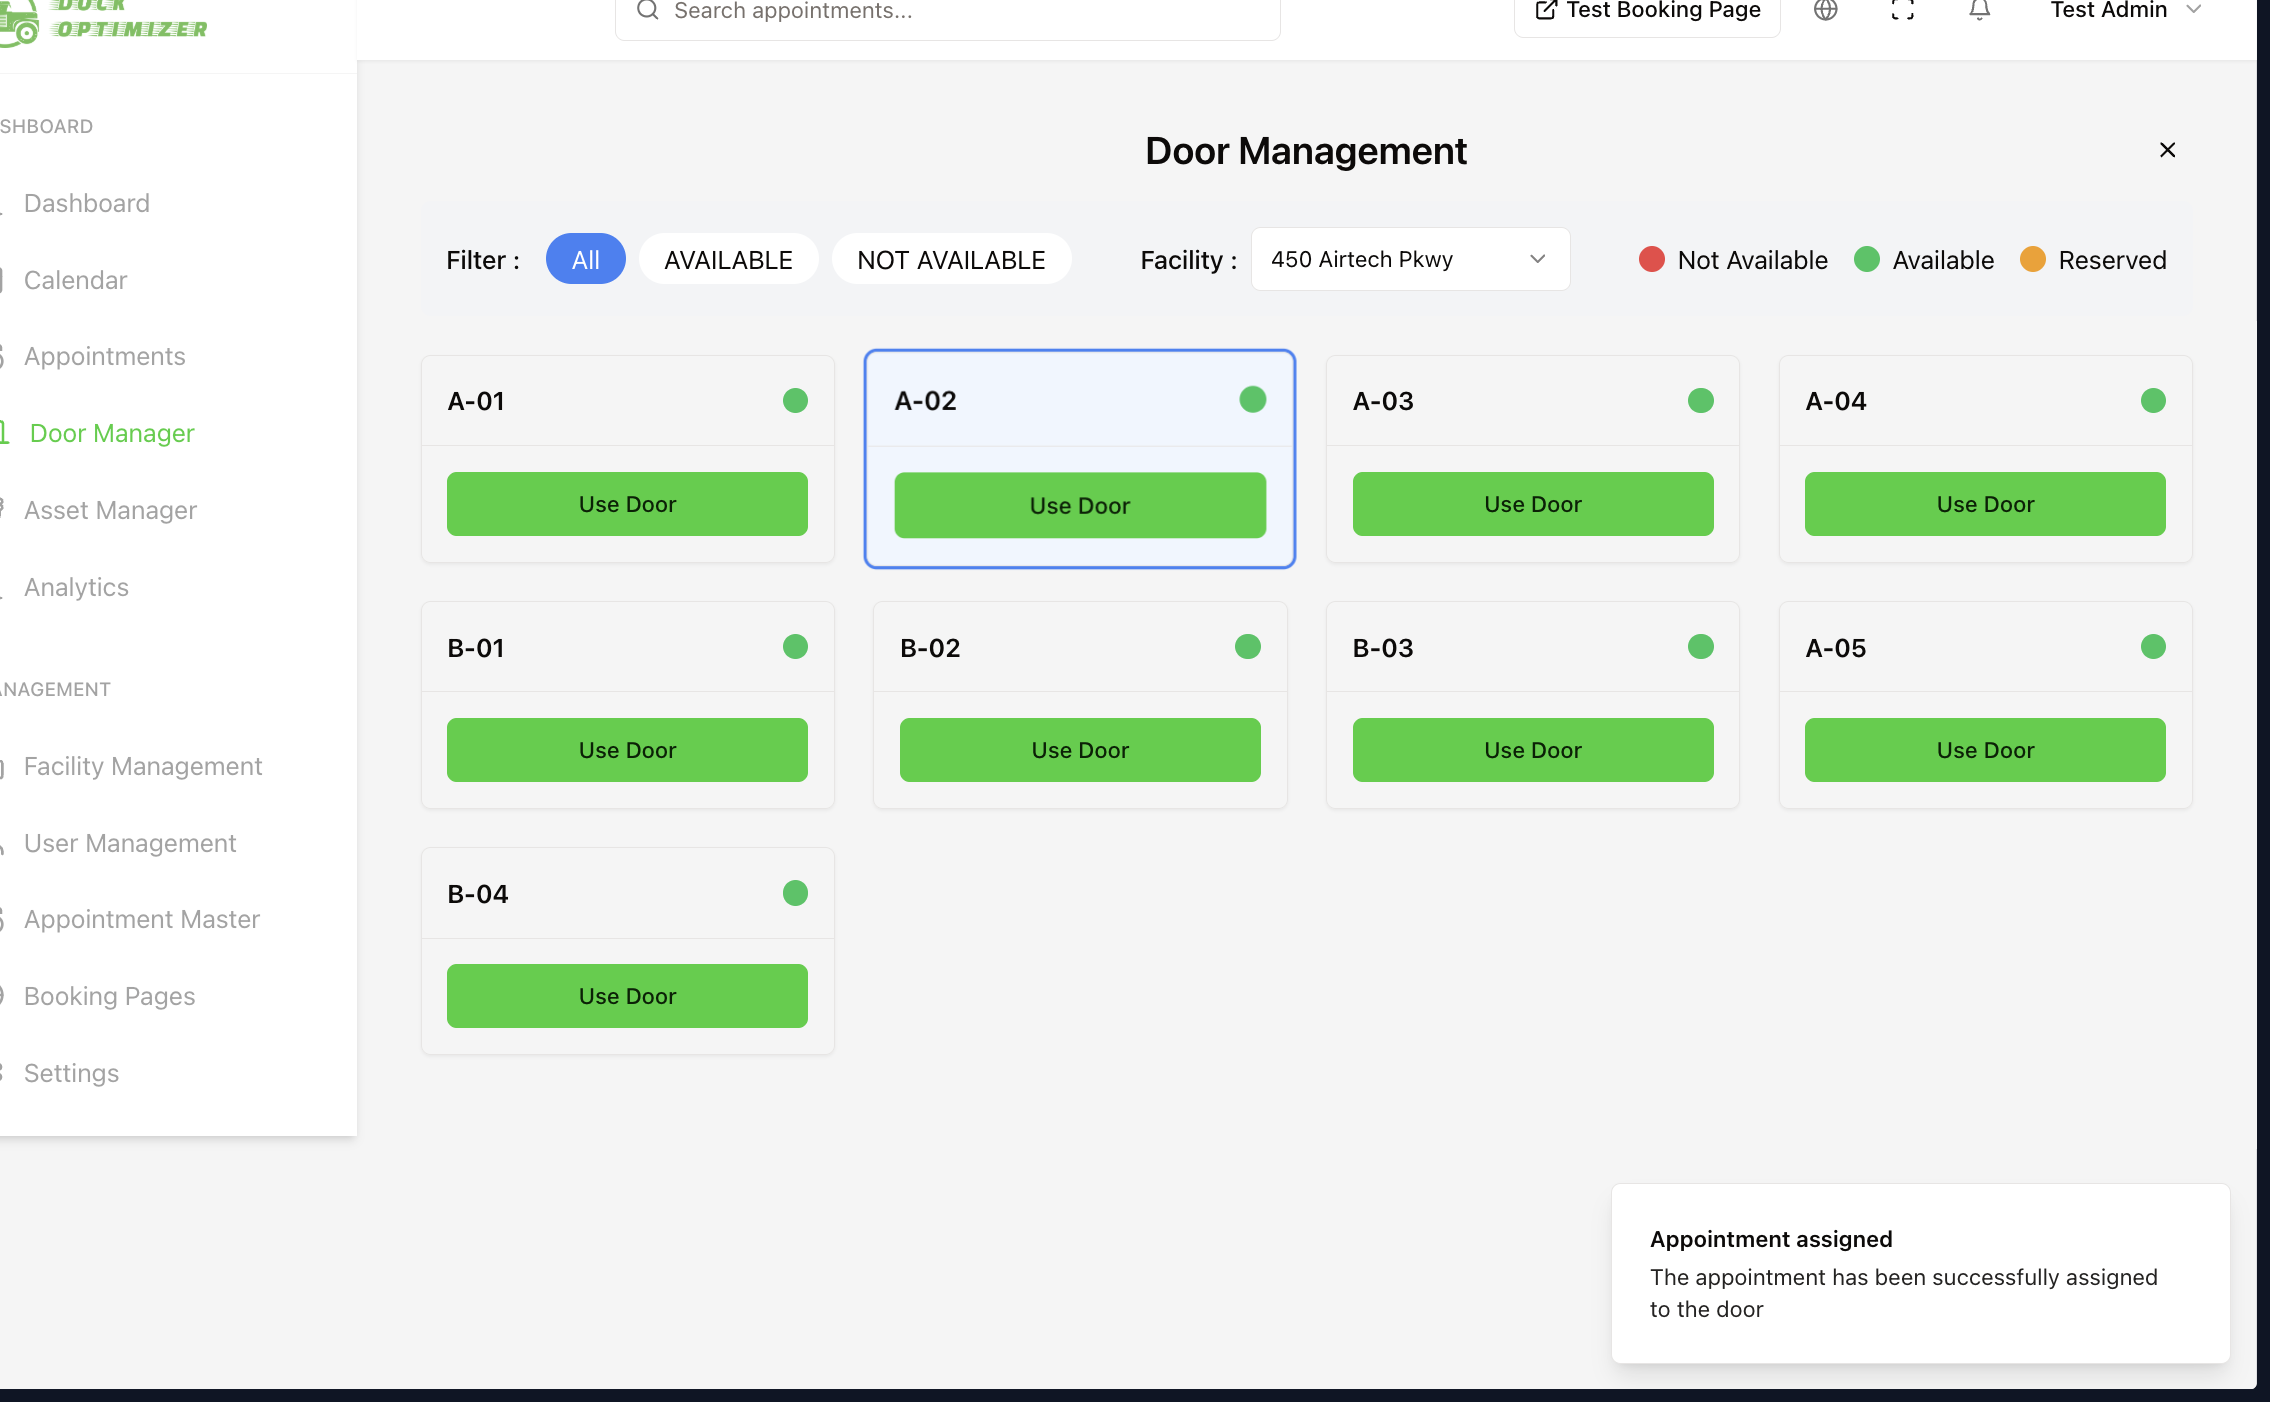 DOCK
OPTIMIZER
Search appointments...
Test Booking Page
Test Admin
SHBOARD
Dashboard
Calendar
Appointments
Door Manager
Asset Manager
Analytics
NAGEMENT
Facility Management
User Management
Appointment Master
Booking Pages
Settings
Door Management
Filter :
All
AVAILABLE
NOT AVAILABLE
Facility :
450 Airtech Pkwy
Not Available
Available
Reserved
A-01
A-02
A-03
A-04
Use Door
Use Door
Use Door
Use Door
B-01
B-02
B-03
A-05
Use Door
Use Door
Use Door
Use Door
B-04
Use Door
Appointment assigned
The appointment has been successfully assigned
to the door